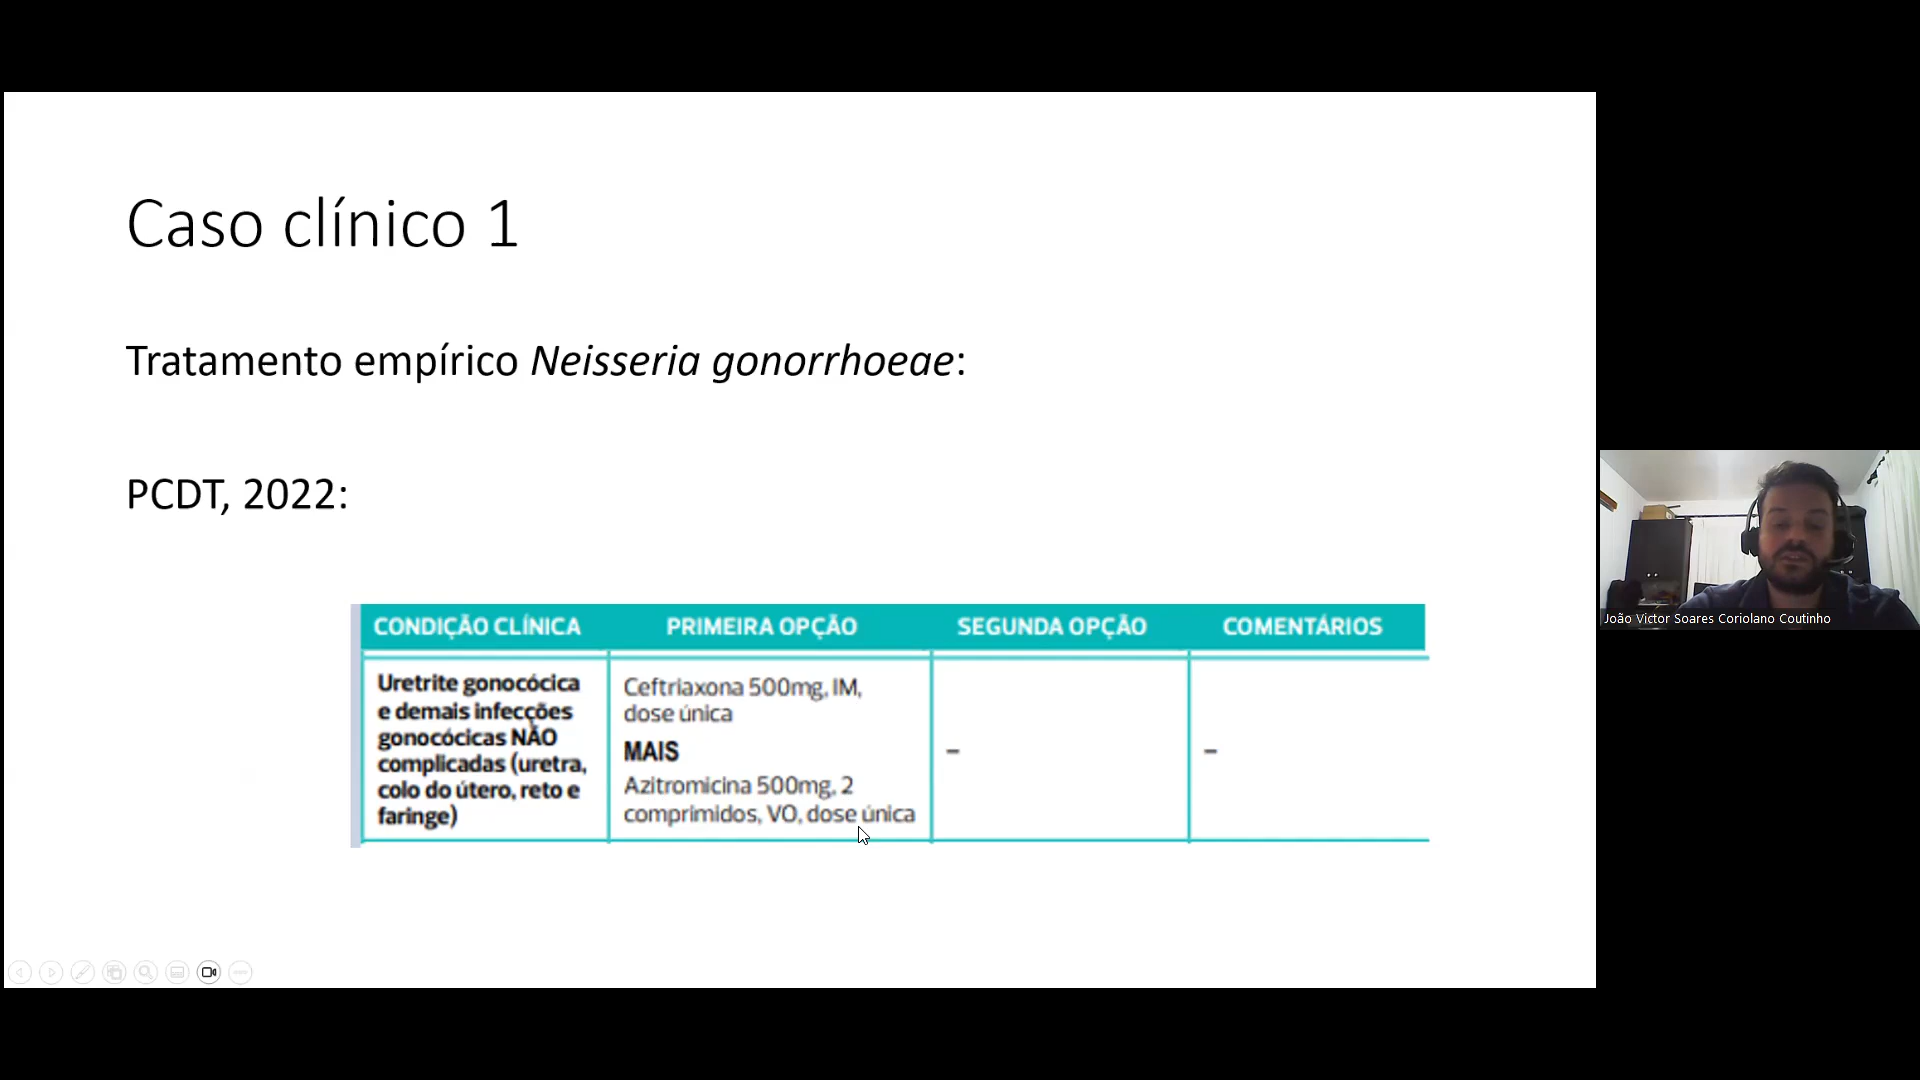 Caso clínico 1
Tratamento empírico Neisseria gonorrhoeae:
PCDT, 2022:
CONDIÇÃO CLÍNICA PRIMEIRA OPÇÃO SEGUNDA OPÇÃO COMENTÁRIOS
Uretrite gonocócica
e demais infecções
gonocócicas NÃO
complicadas (uretra,
colo do útero, reto e
faringe)
Ceftriaxona 500mg, IM,
dose única
MAIS
Azitromicina 500mg, 2
comprimidos, VO, dose única
–
–
João Victor Soares Coriolano Coutinho